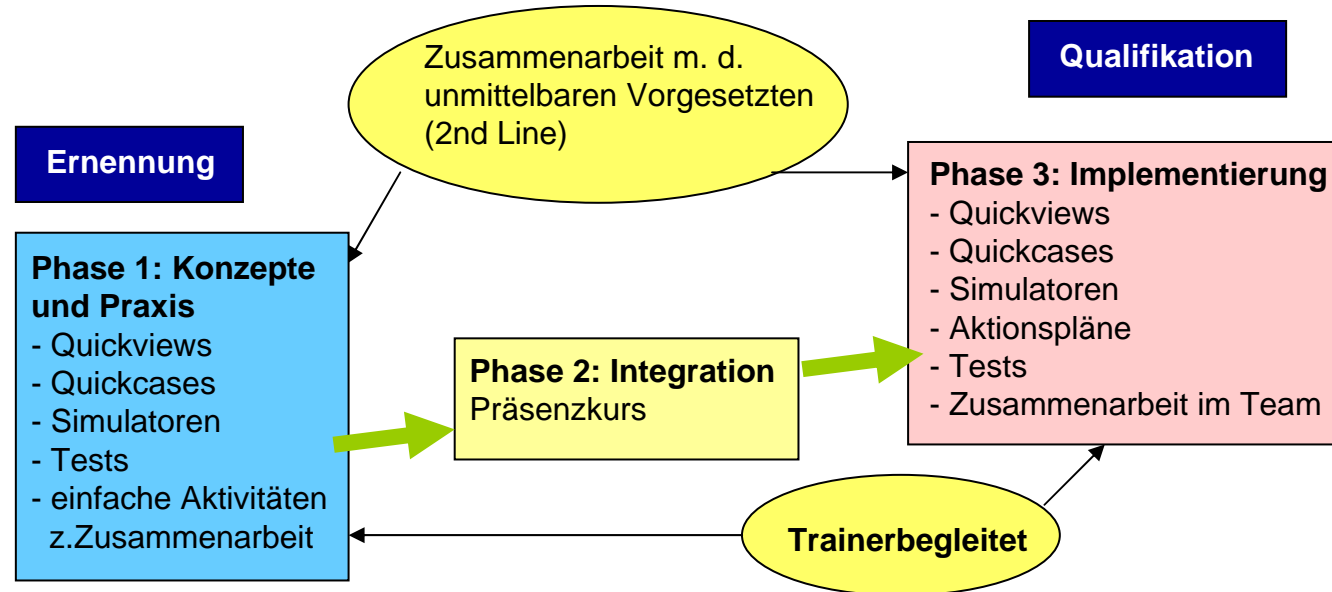 Zusammenarbeit m. d.
unmittelbaren Vorgesetzten
(2nd Line)
Qualifikation
Ernennung
Phase 1: Konzepte
und Praxis
- Quickviews
- Quickcases
- Simulatoren
- Tests
- einfache Aktivitäten
z.Zusammenarbeit
Phase 2: Integration
Präsenzkurs
Phase 3: Implementierung
- Quickviews
- Quickcases
- Simulatoren
- Aktionspläne
- Tests
- Zusammenarbeit im Team
Trainerbegleitet